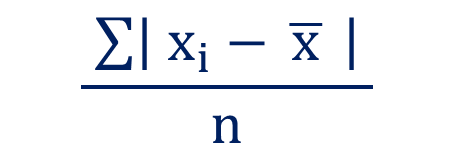 ∑| xᵢ − x̅ |
n